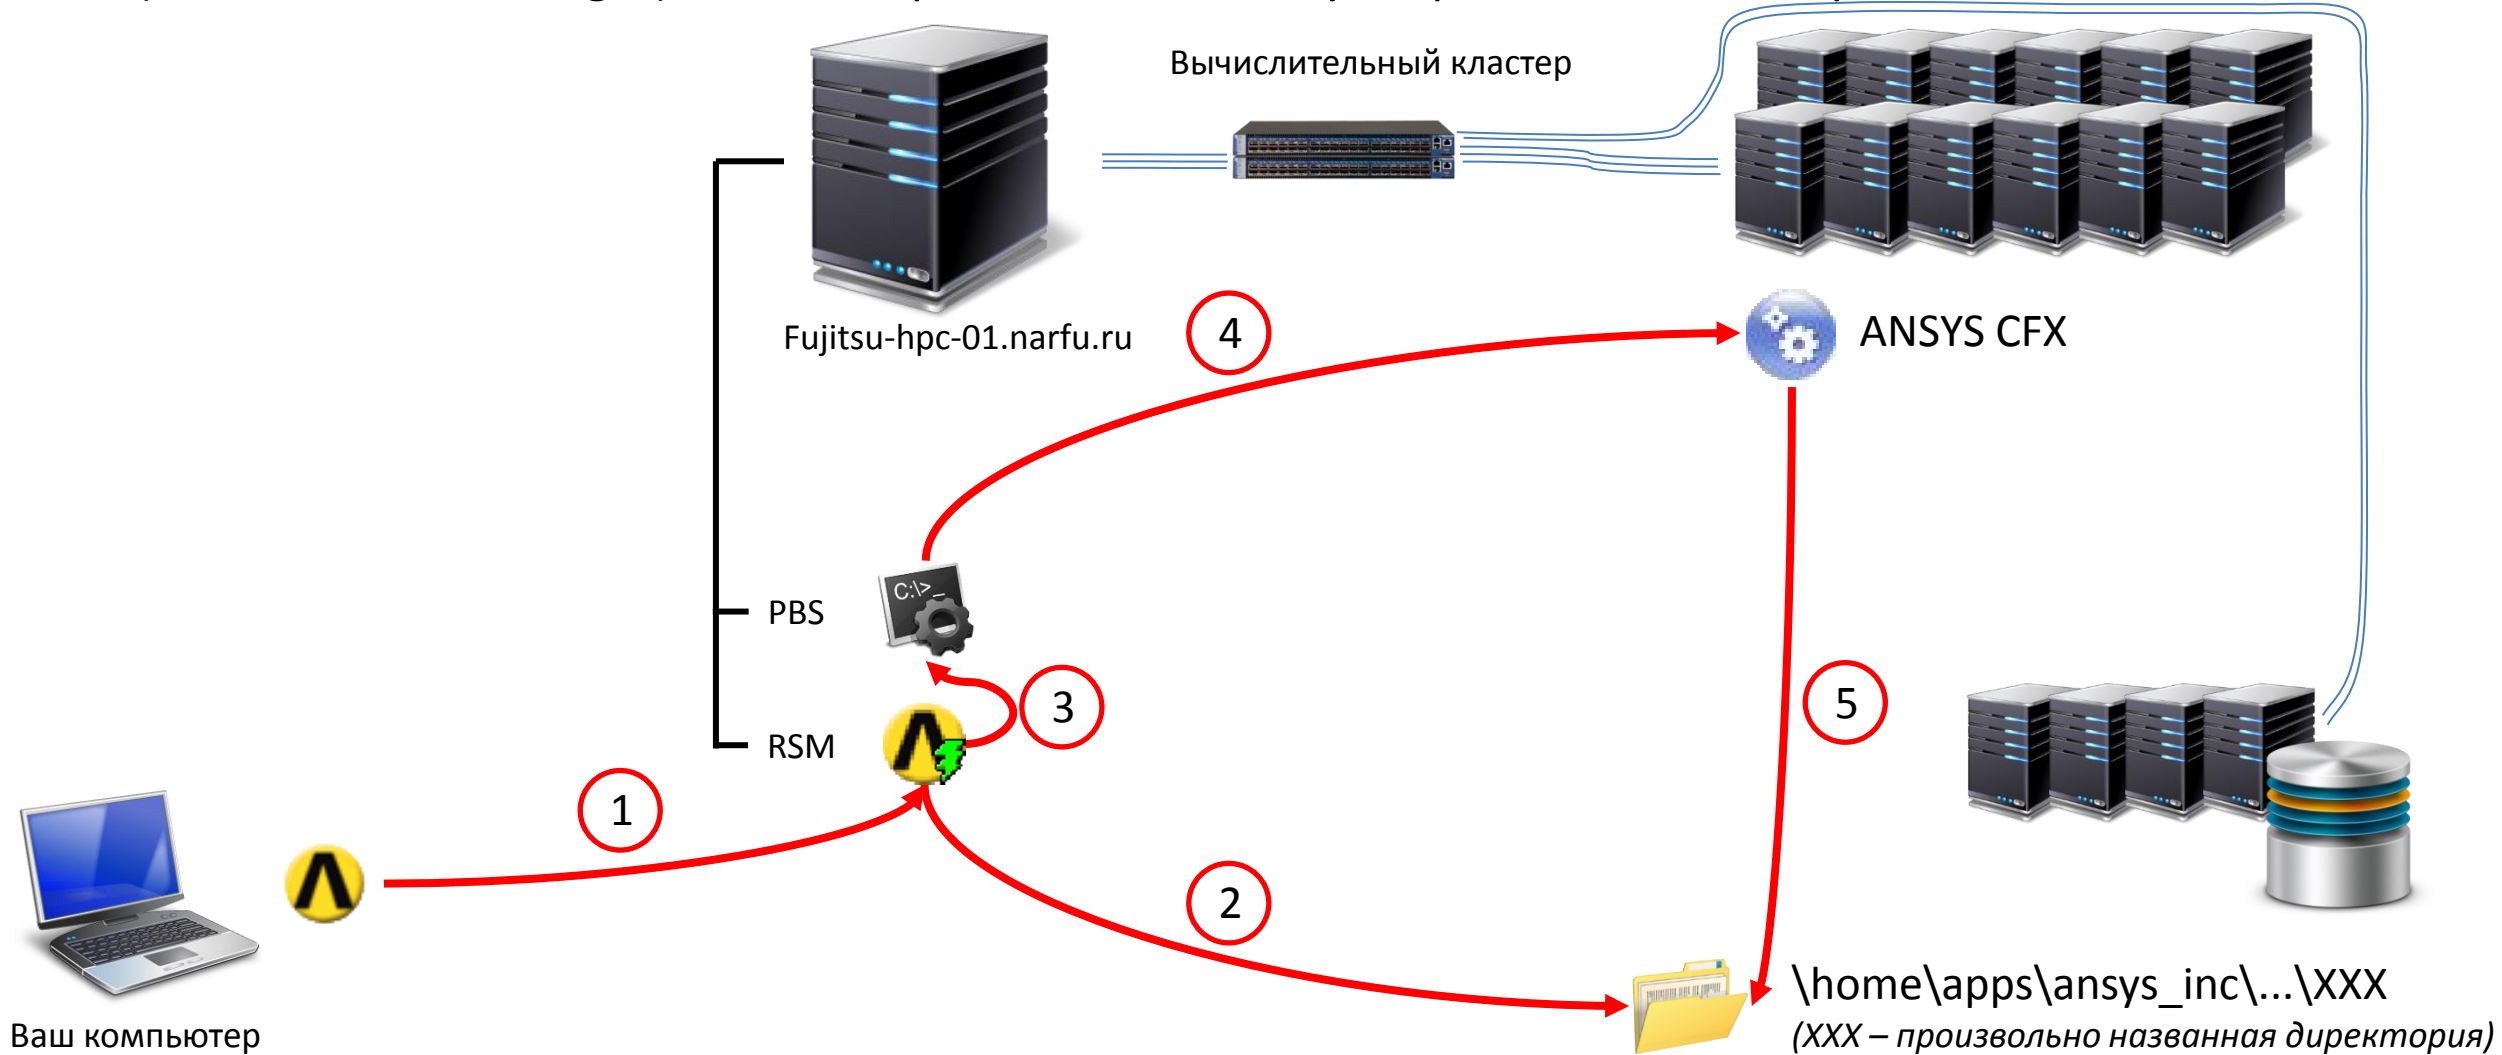 Вычислительный кластер
Fujitsu-hpc-01.narfu.ru
4
ANSYS CFX
C:\>_
PBS
3
5
RSM
1
2
\home\apps\ansys_inc\...\XXX
(XXX – произвольно названная директория)
Ваш компьютер